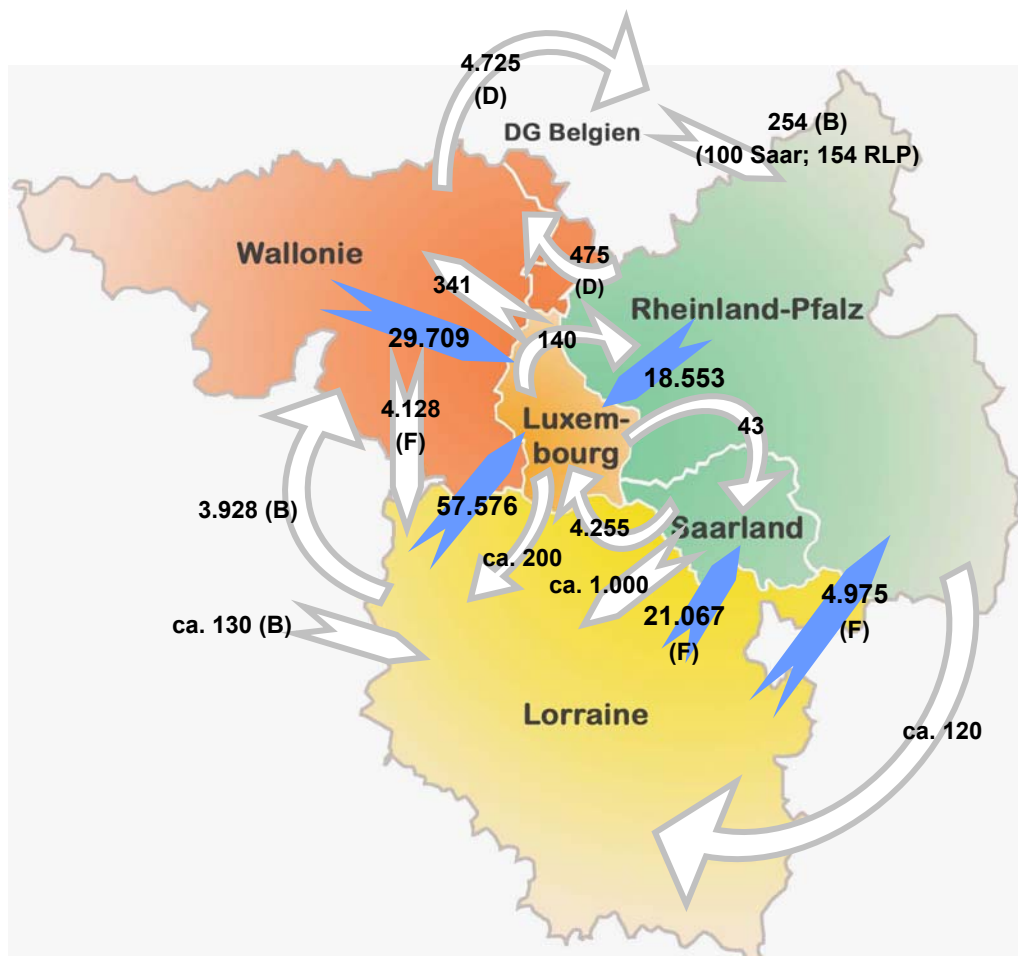 4.725
(D)
DG Belgien
254 (B)
(100 Saar; 154 RLP)
Wallonie
475
(D)
341
Rheinland-Pfalz
29.709
140
18.553
4.128
(F)
Luxem-
bourg
43
3.928 (B)
57.576
4.255
Saarland
ca. 200
ca. 1.000
21.067
(F)
4.975
(F)
ca. 130 (B)
Lorraine
ca. 120